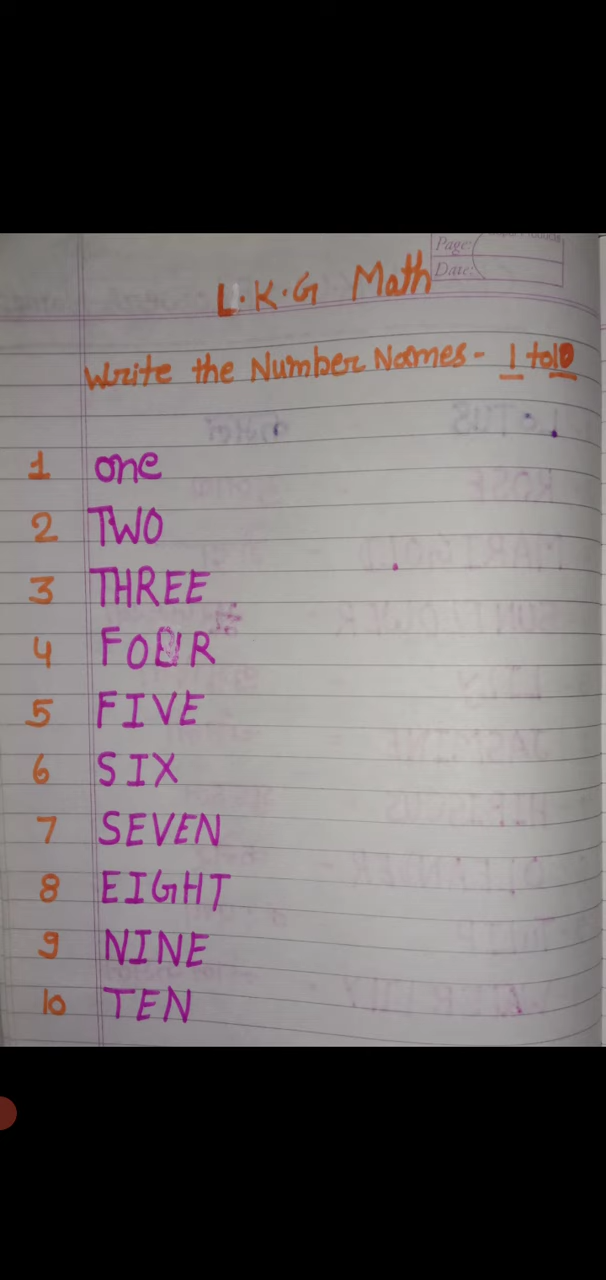 Page:
Date:
L.K.G Math
Write the Number Names - 1 to 10
1 one
2 TWO
3 THREE
4 FOUR
5 FIVE
6 SIX
7 SEVEN
8 EIGHT
9 NINE
10 TEN